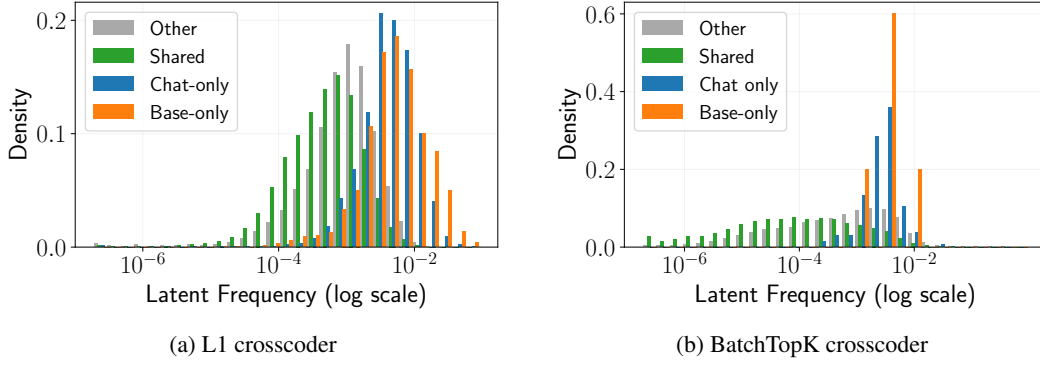 0.2
0.1
0.0
Density
Other
Shared
Chat-only
Base-only
10⁻⁶
10⁻⁴
10⁻²
Latent Frequency (log scale)
(a) L1 crosscoder
0.6
0.4
0.2
0.0
Density
Other
Shared
Chat only
Base-only
10⁻⁶
10⁻⁴
10⁻²
Latent Frequency (log scale)
(b) BatchTopK crosscoder